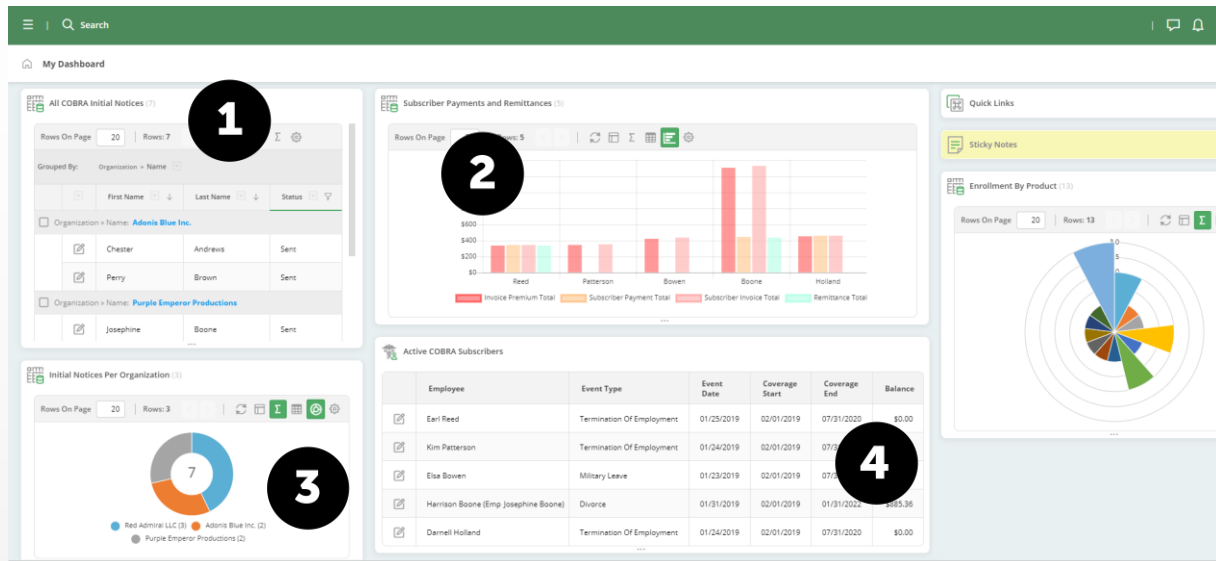 Search
My Dashboard
All COBRA Initial Notices (7)
Rows On Page 20 Rows: 7
Grouped By: Organization » Name
First Name Last Name Status
Organization » Name: Adonis Blue Inc.
Chester Andrews Sent
Perry Brown Sent
Organization » Name: Purple Emperor Productions
Josephine Boone Sent
1
Initial Notices Per Organization (3)
Rows On Page 20 Rows: 3
7
Red Admiral LLC (3) Adonis Blue Inc. (2)
Purple Emperor Productions (2)
3
Subscriber Payments and Remittances (5)
Rows On Page Rows: 5
2
$600
$400
$200
$0
Reed Patterson Bowen Boone Holland
Invoice Premium Total Subscriber Payment Total Subscriber Invoice Total Remittance Total
Active COBRA Subscribers
Employee Event Type Event Date Coverage Start Coverage End Balance
Earl Reed Termination Of Employment 01/25/2019 02/01/2019 07/31/2020 $0.00
Kim Patterson Termination Of Employment 01/24/2019 02/01/2019
Elsa Bowen Military Leave 01/23/2019 02/01/2019
Harrison Boone (Emp Josephine Boone) Divorce 01/31/2019 02/01/2019 01/31/2022
Darnell Holland Termination Of Employment 01/24/2019 02/01/2019 07/31/2020 $0.00
4
Quick Links
Sticky Notes
Enrollment By Product (13)
Rows On Page 20 Rows: 13